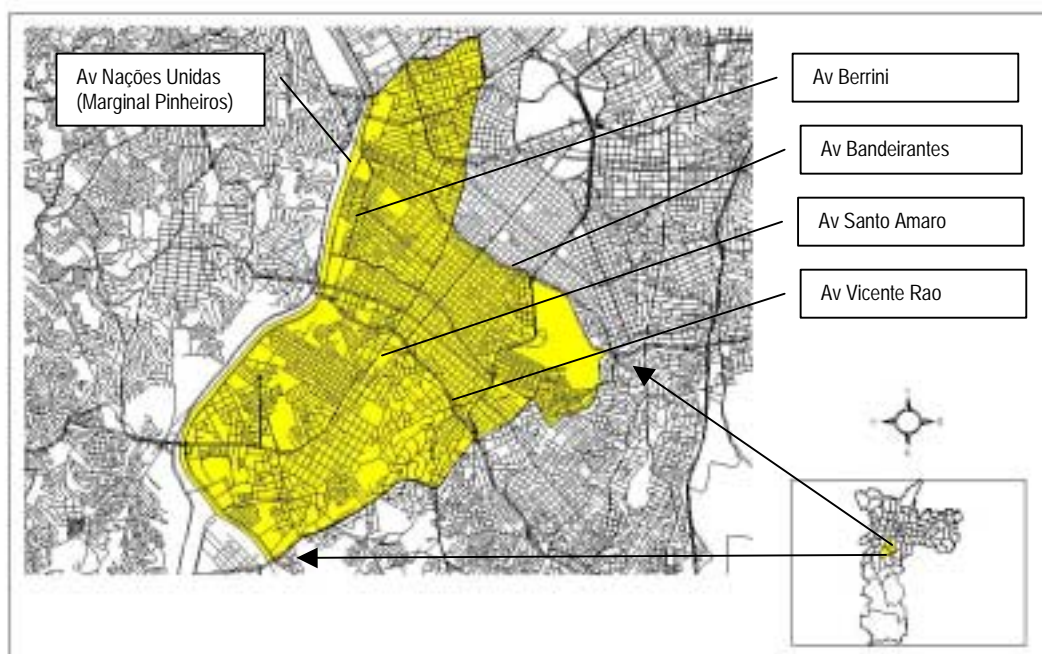 Av Nações Unidas
(Marginal Pinheiros)
Av Berrini
Av Bandeirantes
Av Santo Amaro
Av Vicente Rao